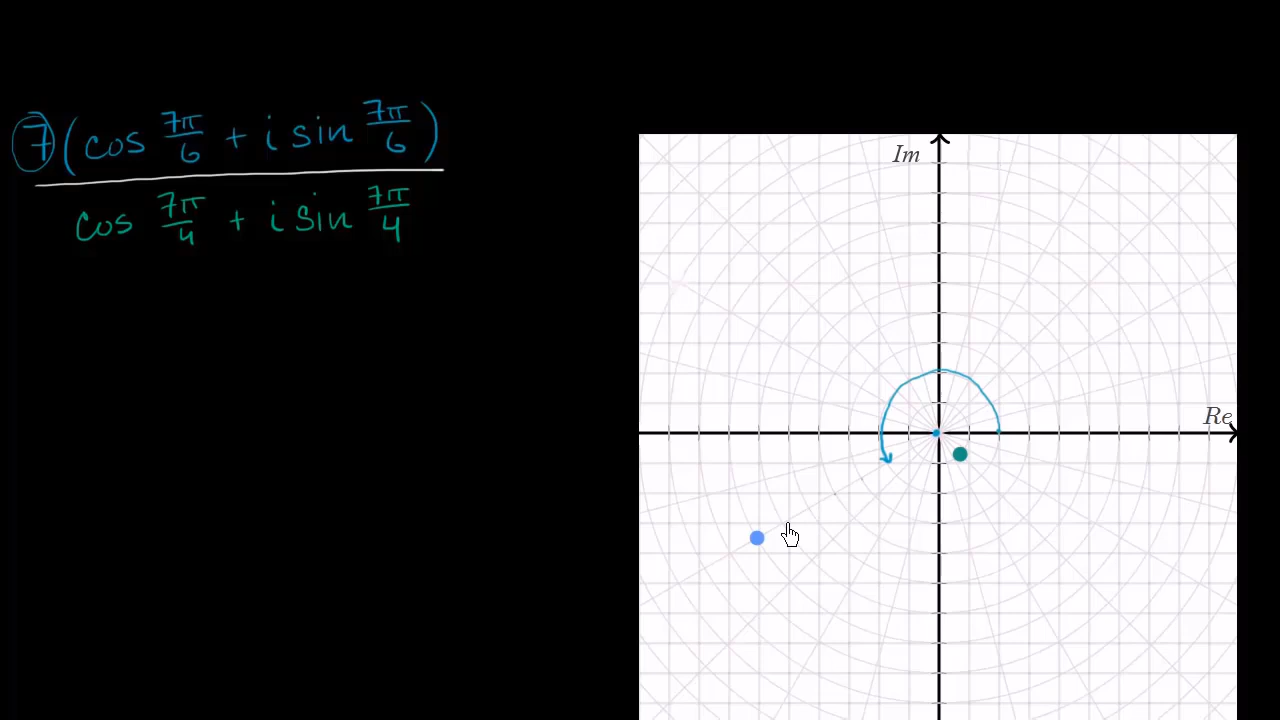 7(cos 7π/6 + i sin 7π/6)
cos 7π/4 + i sin 7π/4
Im
Re